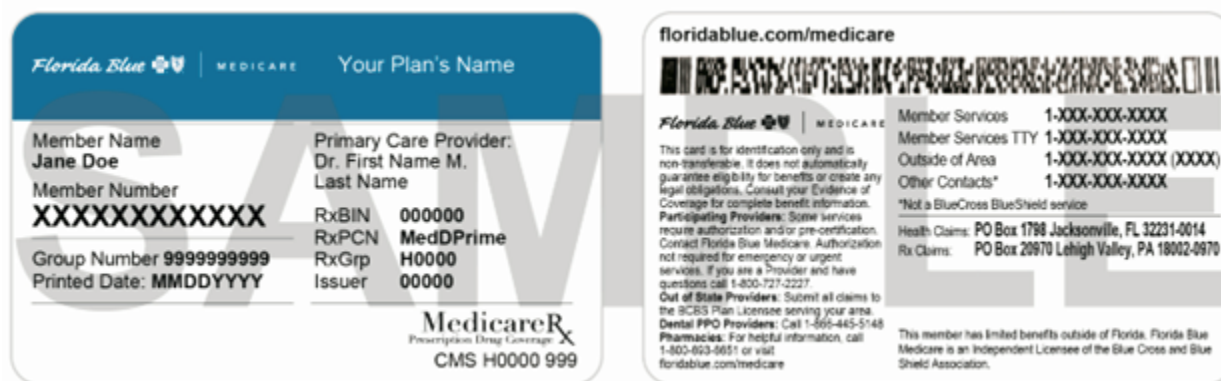 Florida Blue | MEDICARE Your Plan's Name
Member Name
Jane Doe
Member Number
XXXXXXXXXXXX
Group Number 9999999999
Printed Date: MMDDYYYY
Primary Care Provider:
Dr. First Name M.
Last Name
RxBIN 000000
RxPCN MedDPrime
RxGrp H0000
Issuer 00000
MedicareRx
Prescription Drug Coverage
CMS H0000 999
floridablue.com/medicare
Florida Blue | MEDICARE
This card is for identification only and is
non-transferable. It does not automatically
guarantee eligibility for benefits or create any
legal obligations. Consult your Evidence of
Coverage for complete benefit information.
Participating Providers: Some services
require authorization and/or pre-certification.
Contact Florida Blue Medicare. Authorization
not required for emergency or urgent
services. If you are a Provider and have
questions call 1-800-727-2227.
Out of State Providers: Submit all claims to
the BCBS Plan Licensee serving your area.
Dental PPO Providers: Call 1-866-445-5148
Pharmacies: For helpful information, call
1-800-693-6651 or visit
floridablue.com/medicare
Member Services 1-XXX-XXX-XXXX
Member Services TTY 1-XXX-XXX-XXXX
Outside of Area 1-XXX-XXX-XXXX (XXXX)
Other Contacts* 1-XXX-XXX-XXXX
*Not a BlueCross BlueShield service
Health Claims: PO Box 1798 Jacksonville, FL 32231-0014
Rx Claims: PO Box 20970 Lehigh Valley, PA 18002-0970
This member has limited benefits outside of Florida. Florida Blue
Medicare is an Independent Licensee of the Blue Cross and Blue
Shield Association.
SAMPLE